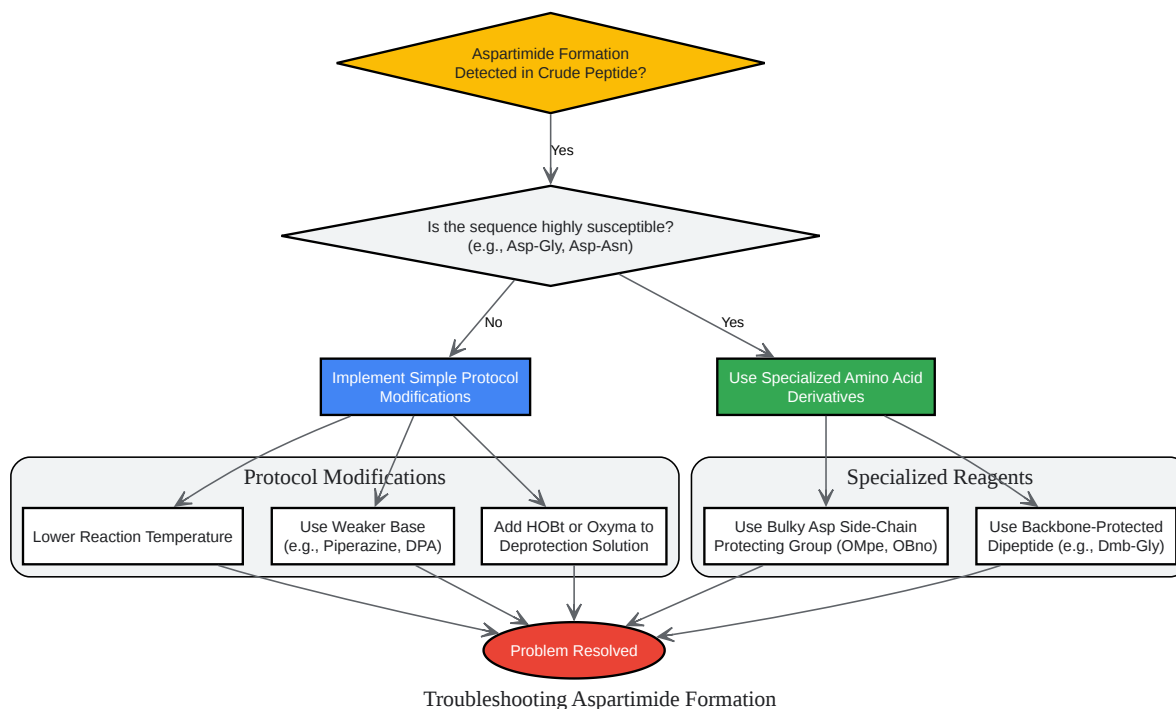 Aspartimide Formation
Detected in Crude Peptide?
Yes
Is the sequence highly susceptible?
(e.g., Asp-Gly, Asp-Asn)
No
Yes
Implement Simple Protocol
Modifications
Use Specialized Amino Acid
Derivatives
Protocol Modifications
Specialized Reagents
Lower Reaction Temperature
Use Weaker Base
(e.g., Piperazine, DPA)
Add HOBt or Oxyma to
Deprotection Solution
Use Bulky Asp Side-Chain
Protecting Group (OMpe, OBno)
Use Backbone-Protected
Dipeptide (e.g., Dmb-Gly)
Problem Resolved
Troubleshooting Aspartimide Formation